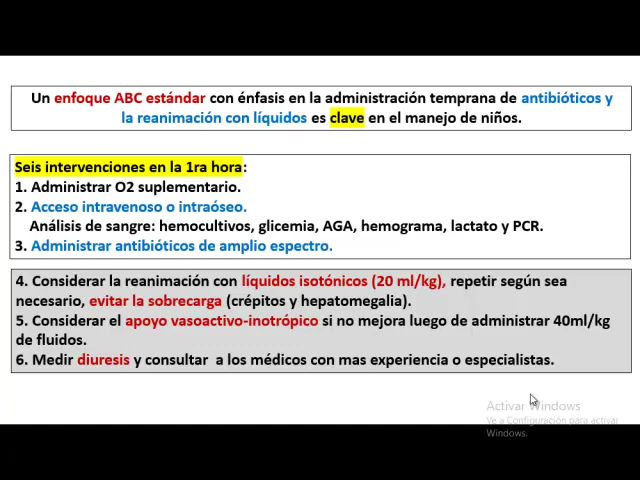 Un enfoque ABC estándar con énfasis en la administración temprana de antibióticos y
la reanimación con líquidos es clave en el manejo de niños.
Seis intervenciones en la 1ra hora:
1. Administrar O2 suplementario.
2. Acceso intravenoso o intraóseo.
Análisis de sangre: hemocultivos, glicemia, AGA, hemograma, lactato y PCR.
3. Administrar antibióticos de amplio espectro.
4. Considerar la reanimación con líquidos isotónicos (20 ml/kg), repetir según sea
necesario, evitar la sobrecarga (crépitos y hepatomegalia).
5. Considerar el apoyo vasoactivo-inotrópico si no mejora luego de administrar 40ml/kg
de fluidos.
6. Medir diuresis y consultar a los médicos con mas experiencia o especialistas.
Activar Windows
Ve a Configuración para activar
Windows.